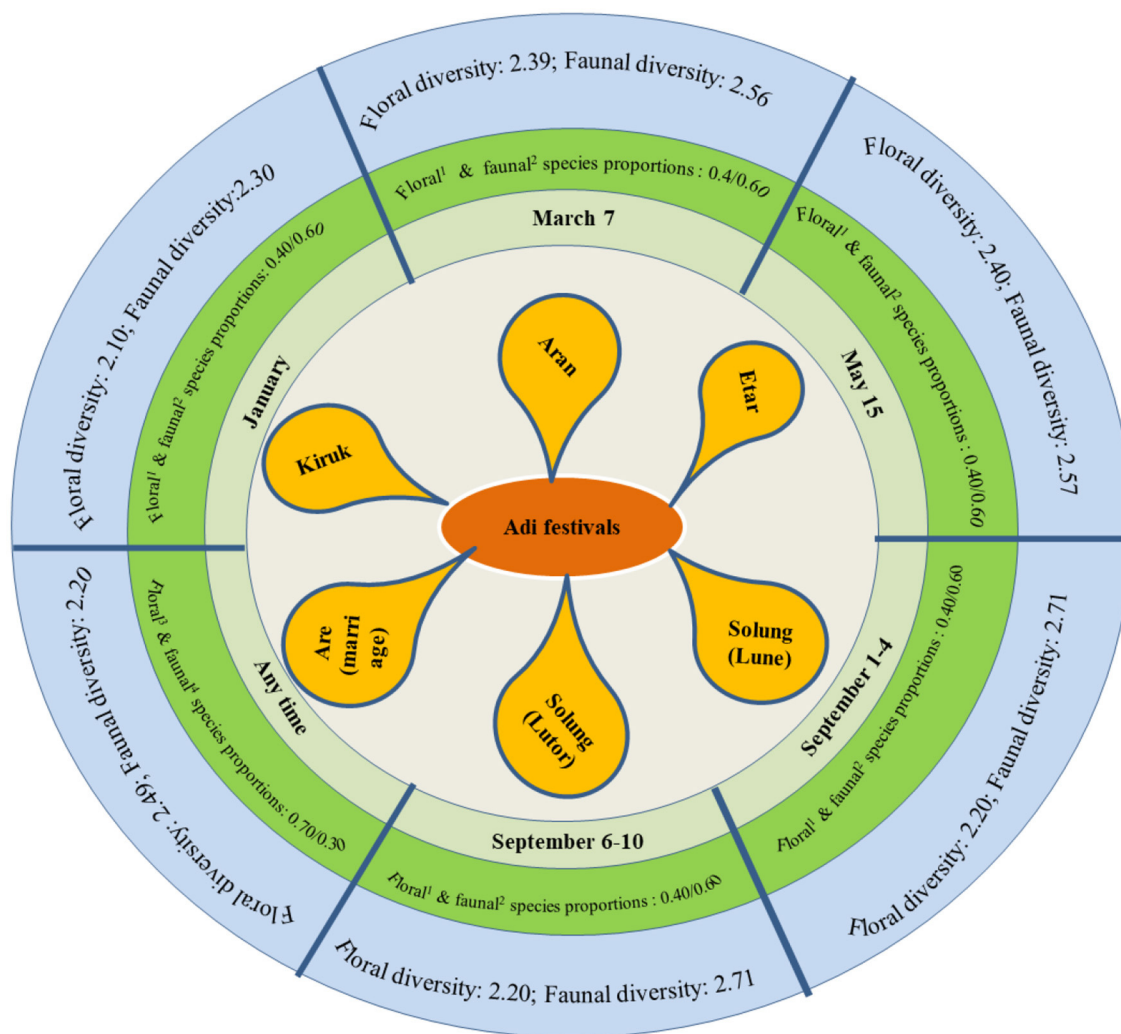 Floral diversity: 2.39; Faunal diversity: 2.56
Floral¹ & faunal² species proportions : 0.4/0.60
March 7
Aran
Floral diversity: 2.40; Faunal diversity: 2.57
Floral¹ & faunal² species proportions : 0.40/0.60
May 15
Etar
Floral diversity: 2.20; Faunal diversity: 2.71
Floral¹ & faunal² species proportions: 0.40/0.60
September 1-4
Solung
(Lune)
Floral diversity: 2.20; Faunal diversity: 2.71
Floral¹ & faunal² species proportions : 0.40/0.60
September 6-10
Solung
(Lutor)
Floral diversity: 2.49; Faunal diversity: 2.20
Floral³ & faunal⁴ species proportions: 0.70/0.30
Any time
Are
(marri
age)
Floral diversity: 2.10; Faunal diversity:2.30
Floral¹ & faunal² species proportions: 0.40/0.60
January
Kiruk
Adi festivals